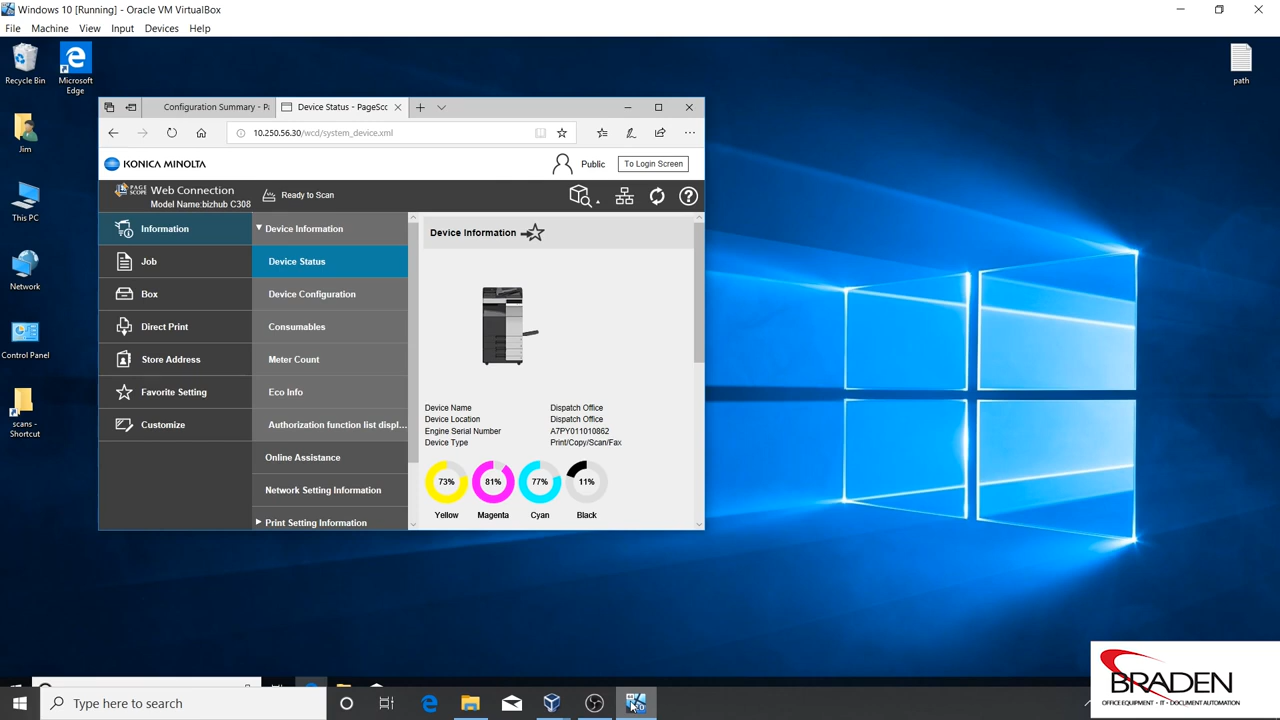 Windows 10 [Running] - Oracle VM VirtualBox
File Machine View Input Devices Help
Recycle Bin
Microsoft
Edge
path
Jim
This PC
Network
Control Panel
scans -
Shortcut
Configuration Summary - P
Device Status - PageSc
10.250.56.30/wcd/system_device.xml
KONICA MINOLTA
Public
To Login Screen
PAGE
SCOPE
Web Connection
Model Name:bizhub C308
Ready to Scan
Information
Job
Box
Direct Print
Store Address
Favorite Setting
Customize
Device Information
Device Status
Device Configuration
Consumables
Meter Count
Eco Info
Authorization function list displ...
Online Assistance
Network Setting Information
Print Setting Information
Device Information
Device Name Dispatch Office
Device Location Dispatch Office
Engine Serial Number A7PY011010862
Device Type Print/Copy/Scan/Fax
73% 81% 77% 11%
Yellow Magenta Cyan Black
Type here to search
BRADEN
OFFICE EQUIPMENT • IT • DOCUMENT AUTOMATION